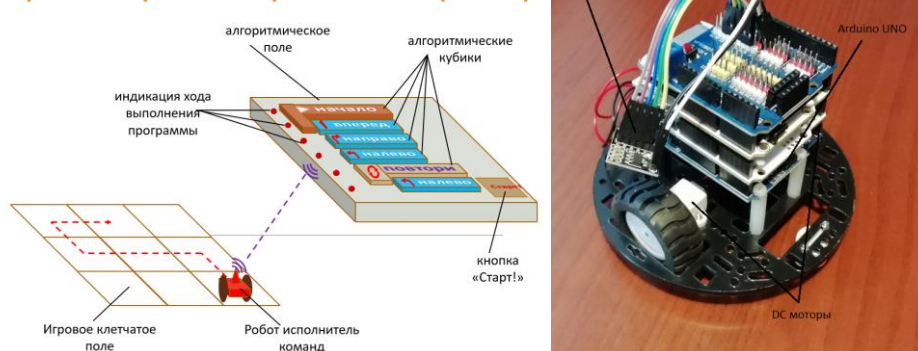 алгоритмическое
поле
алгоритмические
кубики
индикация хода
выполнения
программы
начало
вперед
направо
налево
повтори
налево
Старт!
кнопка
«Старт!»
Игровое клетчатое
поле
Робот исполнитель
команд
Arduino UNO
DC моторы